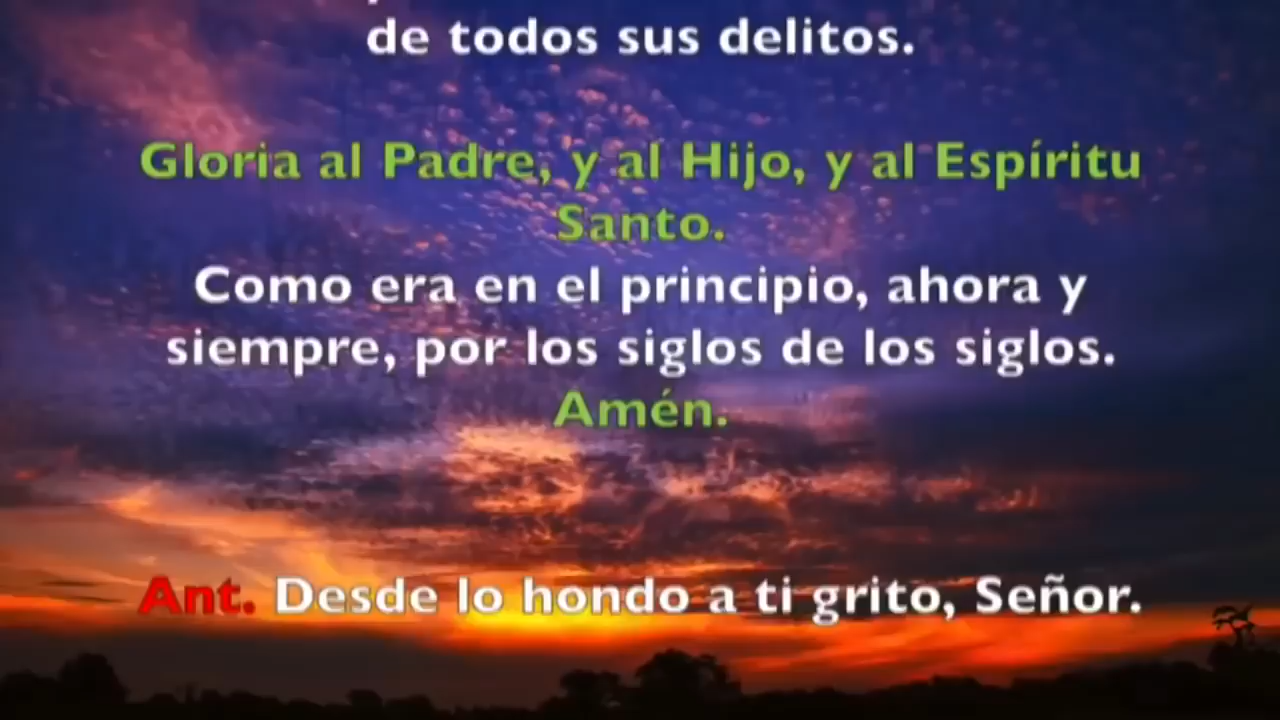 de todos sus delitos.
Gloria al Padre, y al Hijo, y al Espíritu
Santo.
Como era en el principio, ahora y
siempre, por los siglos de los siglos.
Amén.
Ant. Desde lo hondo a ti grito, Señor.